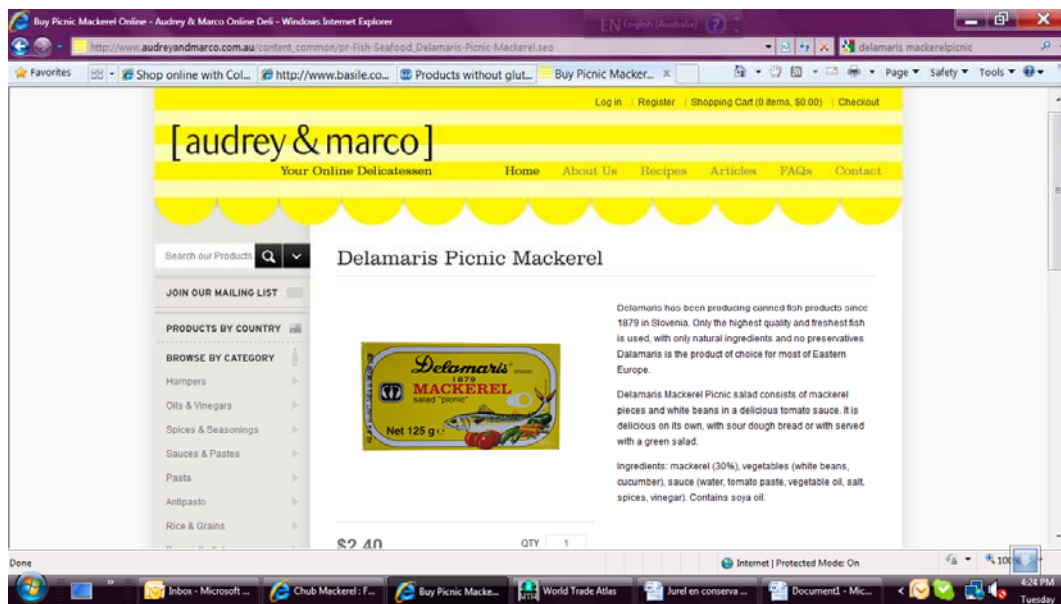 Buy Picnic Mackerel Online - Audrey & Marco Online Deli - Windows Internet Explorer
EN English (Australia)
http://www.audreyandmarco.com.au/content_common/pr-Fish-Seafood_Delamaris-Picnic-Mackerel.seo
delamaris mackerelpicnic
Favorites
Shop online with Col...
http://www.basile.co...
Products without glut...
Buy Picnic Macker...
Page
Safety
Tools
Log in | Register | Shopping Cart (0 items, $0.00) | Checkout
[audrey & marco]
Your Online Delicatessen
Home About Us Recipes Articles FAQs Contact
Search our Products
JOIN OUR MAILING LIST
PRODUCTS BY COUNTRY
BROWSE BY CATEGORY
Hampers
Oils & Vinegars
Spices & Seasonings
Sauces & Pastes
Pasta
Antipasto
Rice & Grains
Delamaris Picnic Mackerel
Delamaris BRAND
1879
MACKEREL
salad "picnic"
Net 125 g e
Delamaris has been producing canned fish products since
1879 in Slovenia. Only the highest quality and freshest fish
is used, with only natural ingredients and no preservatives
Dalamaris is the product of choice for most of Eastern
Europe.
Delamaris Mackerel Picnic salad consists of mackerel
pieces and white beans in a delicious tomato sauce. It is
delicious on its own, with sour dough bread or with served
with a green salad.
Ingredients: mackerel (30%), vegetables (white beans,
cucumber), sauce (water, tomato paste, vegetable oil, salt,
spices, vinegar). Contains soya oil.
$2.40
QTY 1
Done
Internet | Protected Mode: On
Inbox - Microsoft ...
Chub Mackerel : F...
Buy Picnic Macke...
World Trade Atlas
Jurel en conserva ...
Document1 - Mic...
4:24 PM
Tuesday